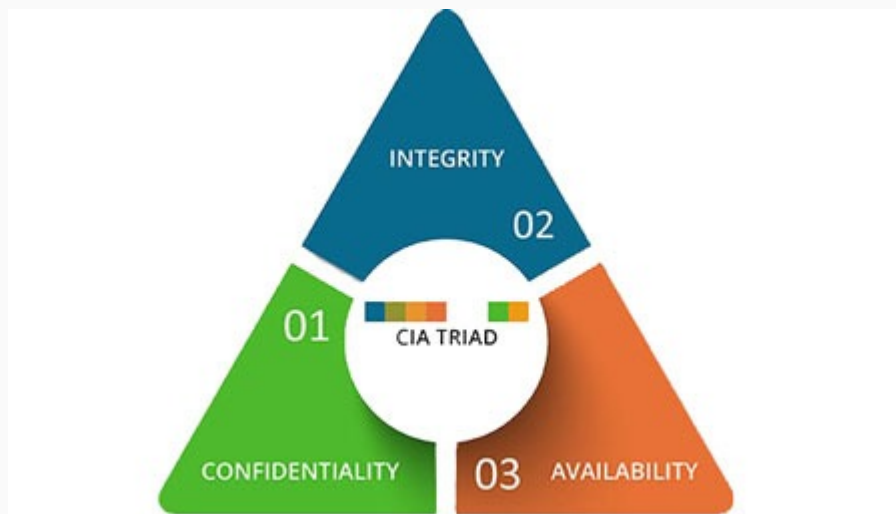 INTEGRITY
02
01
CIA TRIAD
CONFIDENTIALITY
03 AVAILABILITY